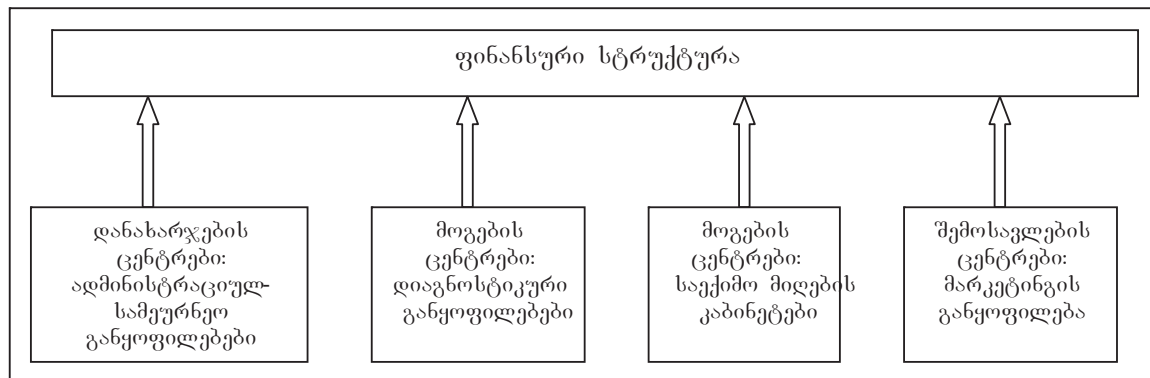 ფინანსური სტრუქტურა
დანახარჯების
ცენტრები:
ადმინისტრაციულ-
სამეურნეო
განყოფილებები
მოგების
ცენტრები:
დიაგნოსტიკური
განყოფილებები
მოგების
ცენტრები:
საექიმო მიღების
კაბინეტები
შემოსავლების
ცენტრები:
მარკეტინგის
განყოფილება